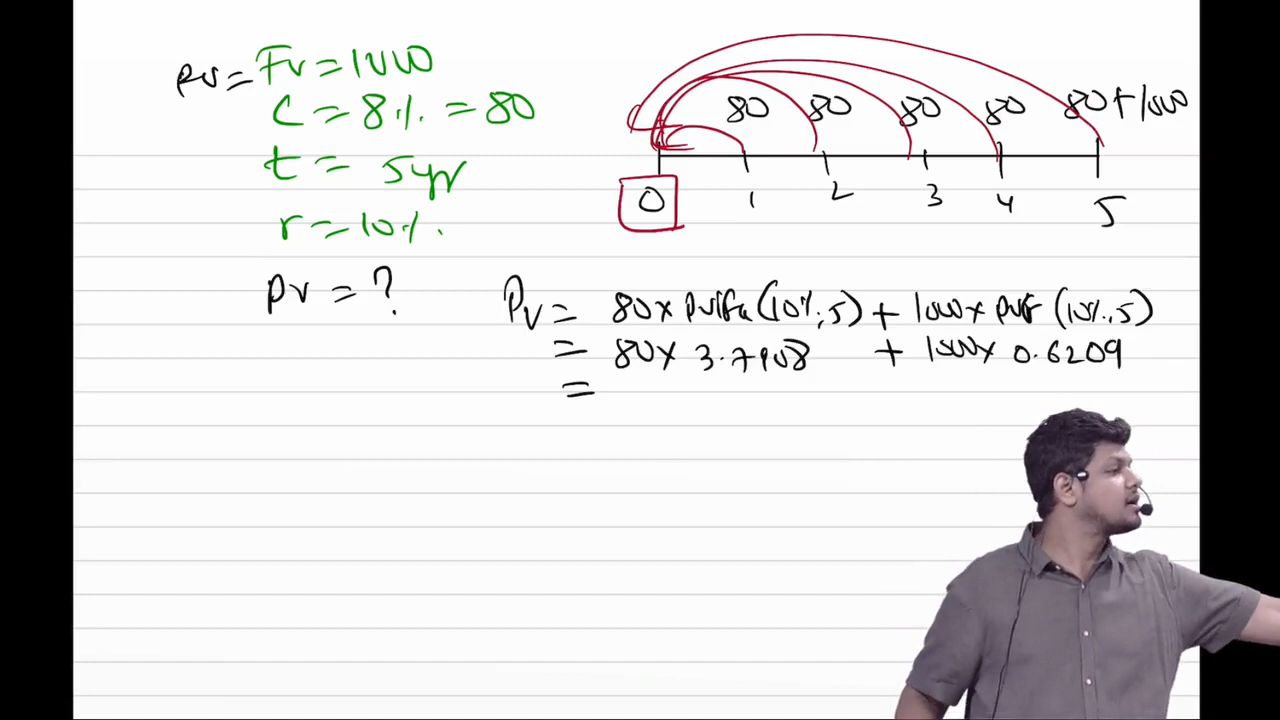 PV = FV = 1000
C = 8% = 80
t = 5yr
r = 10%.
PV = ?
80 80 80 80 80 + 1000
0 1 2 3 4 5
PV = 80 x PVIFA (10%, 5) + 1000 x PVF (10%, 5)
= 80 x 3.7908 + 1000 x 0.6209
=